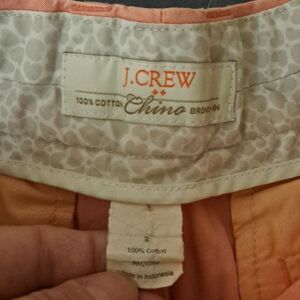 J.CREW
100% COTTON Chino BROKEN IN
2
100% Cotton
Made in Indonesia